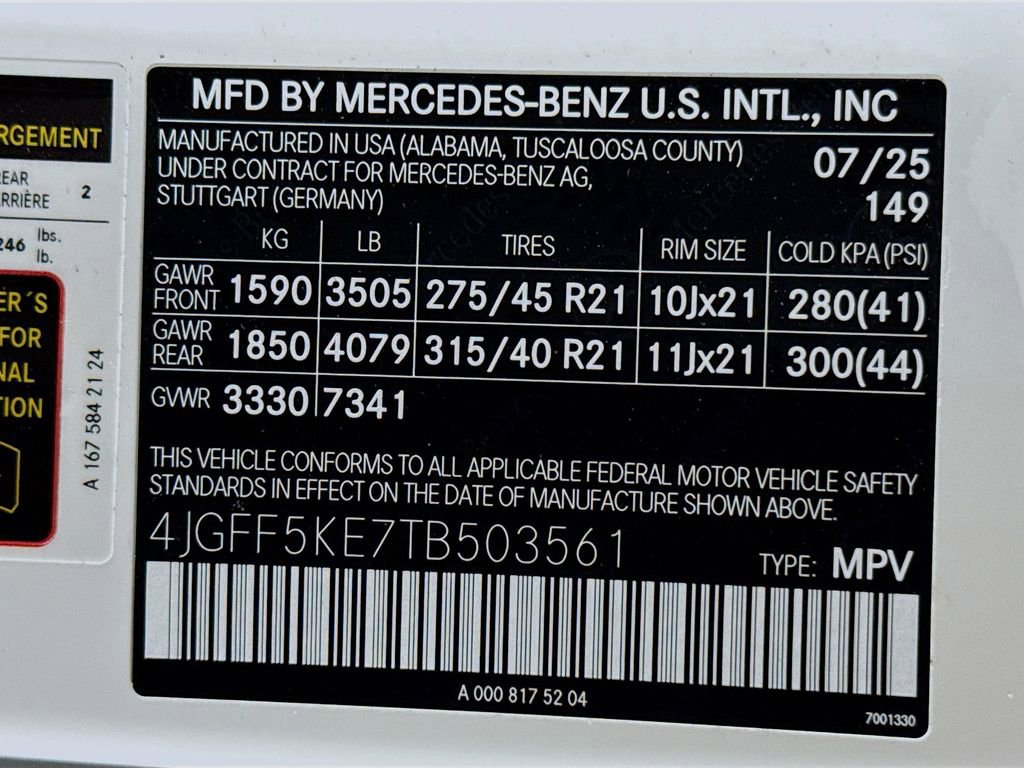 MFD BY MERCEDES-BENZ U.S. INTL., INC
MANUFACTURED IN USA (ALABAMA, TUSCALOOSA COUNTY)
UNDER CONTRACT FOR MERCEDES-BENZ AG,
STUTTGART (GERMANY)
07/25
149
KG LB TIRES RIM SIZE COLD KPA (PSI)
GAWR FRONT 1590 3505 275/45 R21 10Jx21 280(41)
GAWR REAR 1850 4079 315/40 R21 11Jx21 300(44)
GVWR 3330 7341
THIS VEHICLE CONFORMS TO ALL APPLICABLE FEDERAL MOTOR VEHICLE SAFETY
STANDARDS IN EFFECT ON THE DATE OF MANUFACTURE SHOWN ABOVE.
4JGFF5KE7TB503561
TYPE: MPV
A 000 817 52 04
7001330
RGEMENT
EAR
RRIÈRE 2
246 lbs.
lb.
ER´S
FOR
NAL
TION
A 167 584 21 24